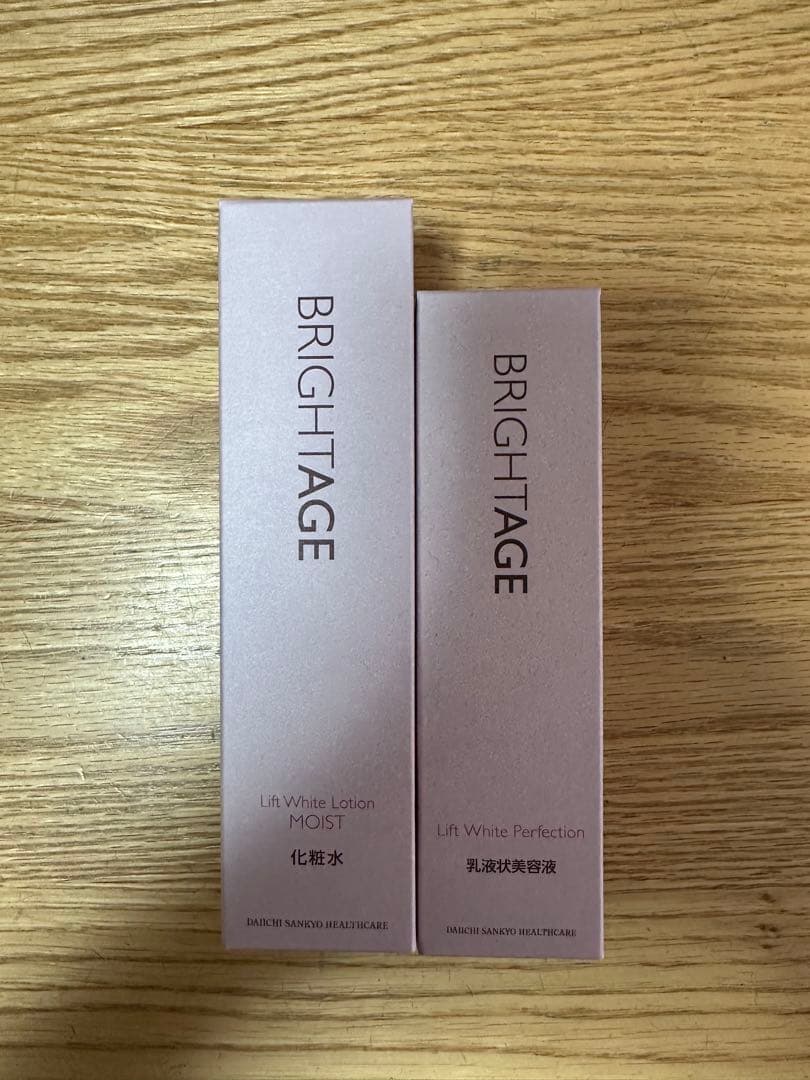 BRIGHTAGE
Lift White Lotion
MOIST
化粧水
DAIICHI SANKYO HEALTHCARE
BRIGHTAGE
Lift White Perfection
乳液状美容液
DAIICHI SANKYO HEALTHCARE